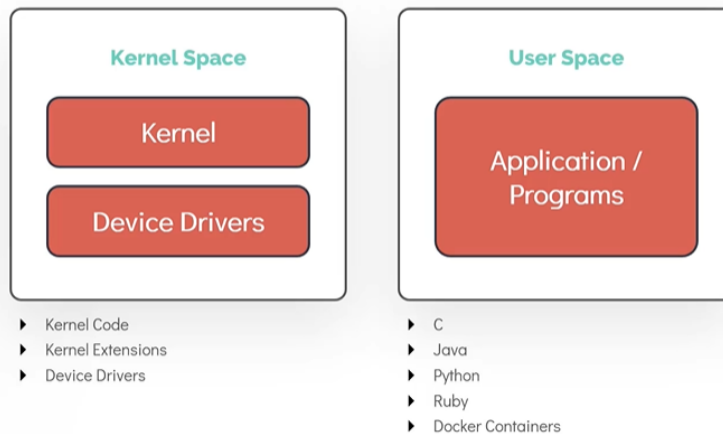 Kernel Space
Kernel
Device Drivers
Kernel Code
Kernel Extensions
Device Drivers
User Space
Application /
Programs
C
Java
Python
Ruby
Docker Containers